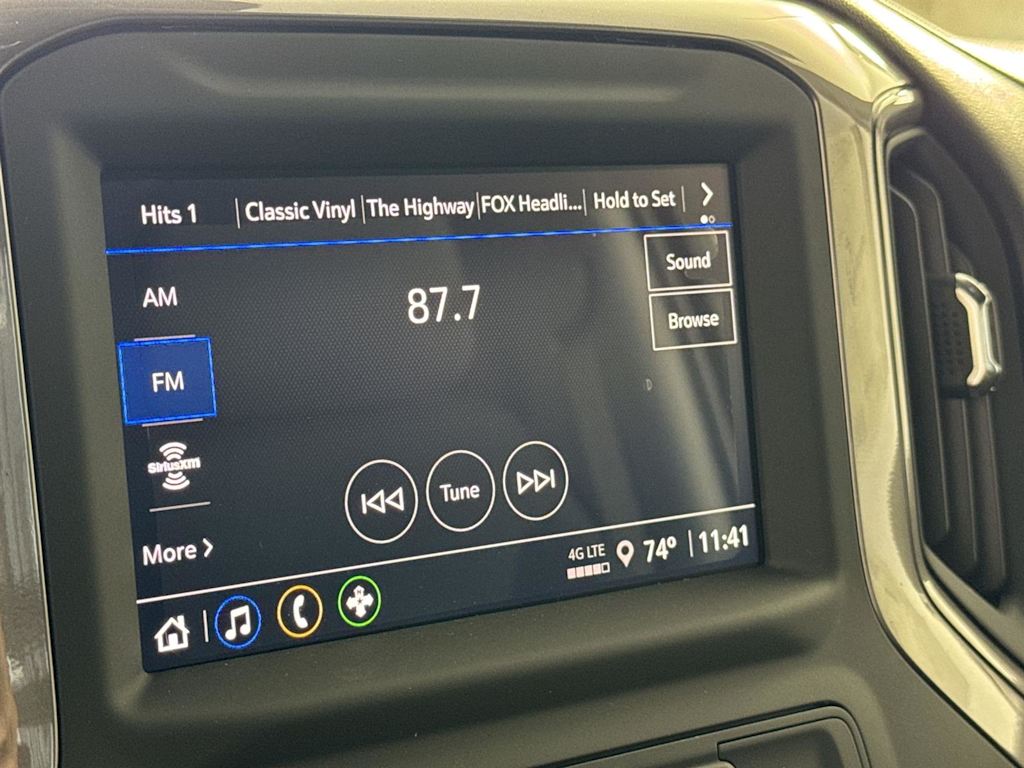 Hits 1 Classic Vinyl The Highway FOX Headli... Hold to Set
AM
87.7
Sound
Browse
FM
SiriusXM
Tune
More
4G LTE
74° 11:41